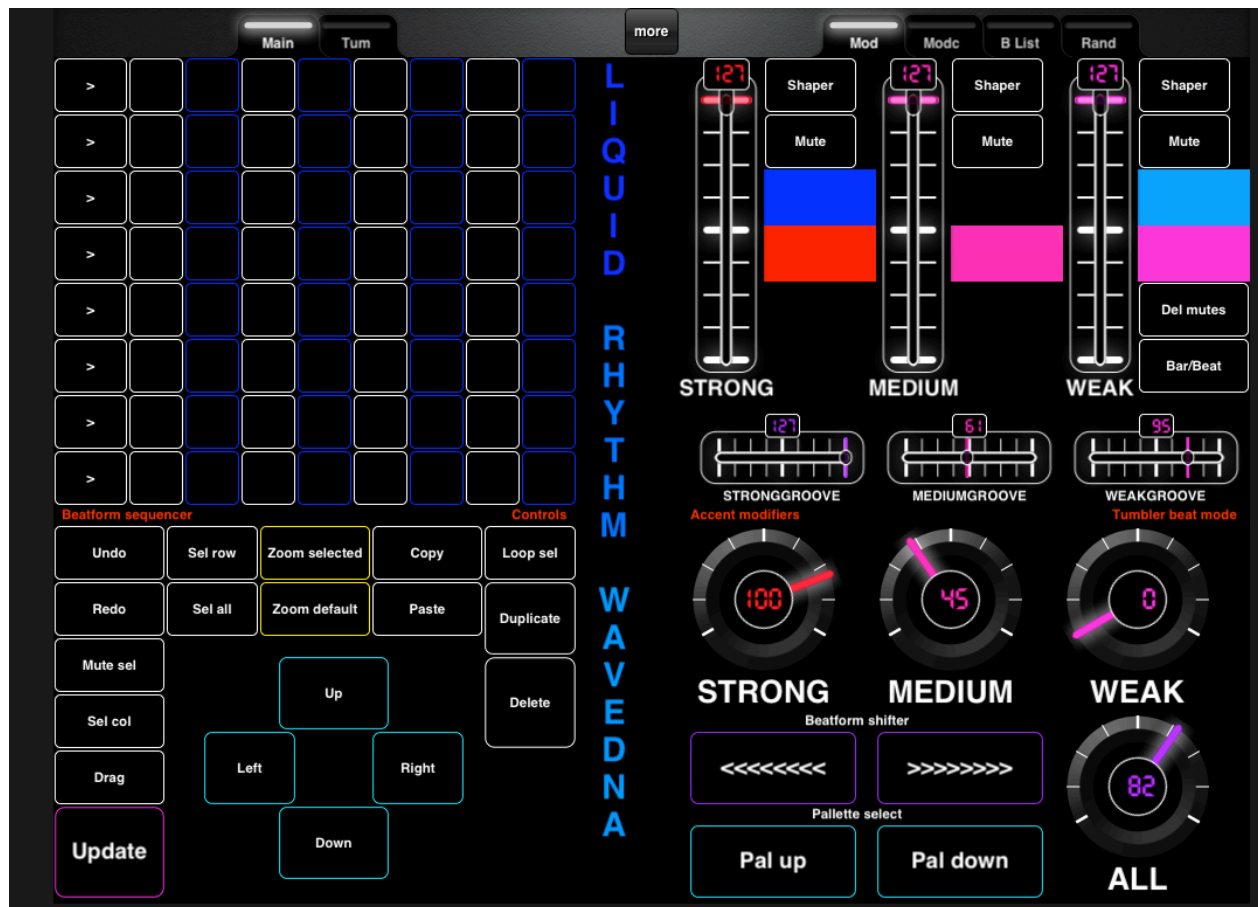 Main
Tum
more
Mod
Modc
B List
Rand
>
>
>
>
>
>
>
>
Beatform sequencer
Controls
Undo
Sel row
Zoom selected
Copy
Loop sel
Redo
Sel all
Zoom default
Paste
Duplicate
Mute sel
Sel col
Drag
Update
Up
Left
Right
Down
Delete
LIQUID RHYTHM WAVEDNA
127
Shaper
Mute
STRONG
127
Shaper
Mute
MEDIUM
127
Shaper
Mute
Del mutes
Bar/Beat
WEAK
127
STRONGGROOVE
61
MEDIUMGROOVE
95
WEAKGROOVE
Accent modifiers
Tumbler beat mode
100
STRONG
45
MEDIUM
0
WEAK
Beatform shifter
<<<<<<<<
>>>>>>>>
82
ALL
Pallette select
Pal up
Pal down